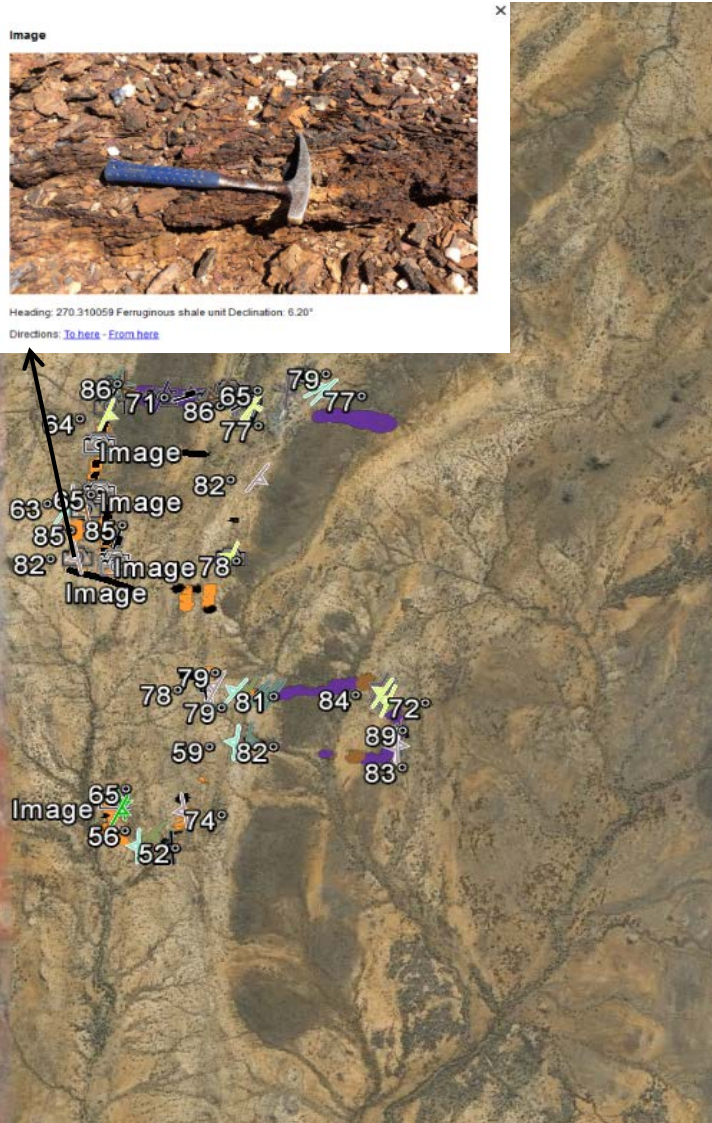 ×
Image
Heading: 270.310059 Ferruginous shale unit Declination: 6.20°
Directions: To here - From here
86° 71° 86° 65° 79°
77°
64° 77°
Image
82°
63° 65° Image
85° 85°
82° Image 78°
Image
79°
78° 79° 81° 84° 72°
59° 82° 89°
83°
Image 65°
56° 74°
52°